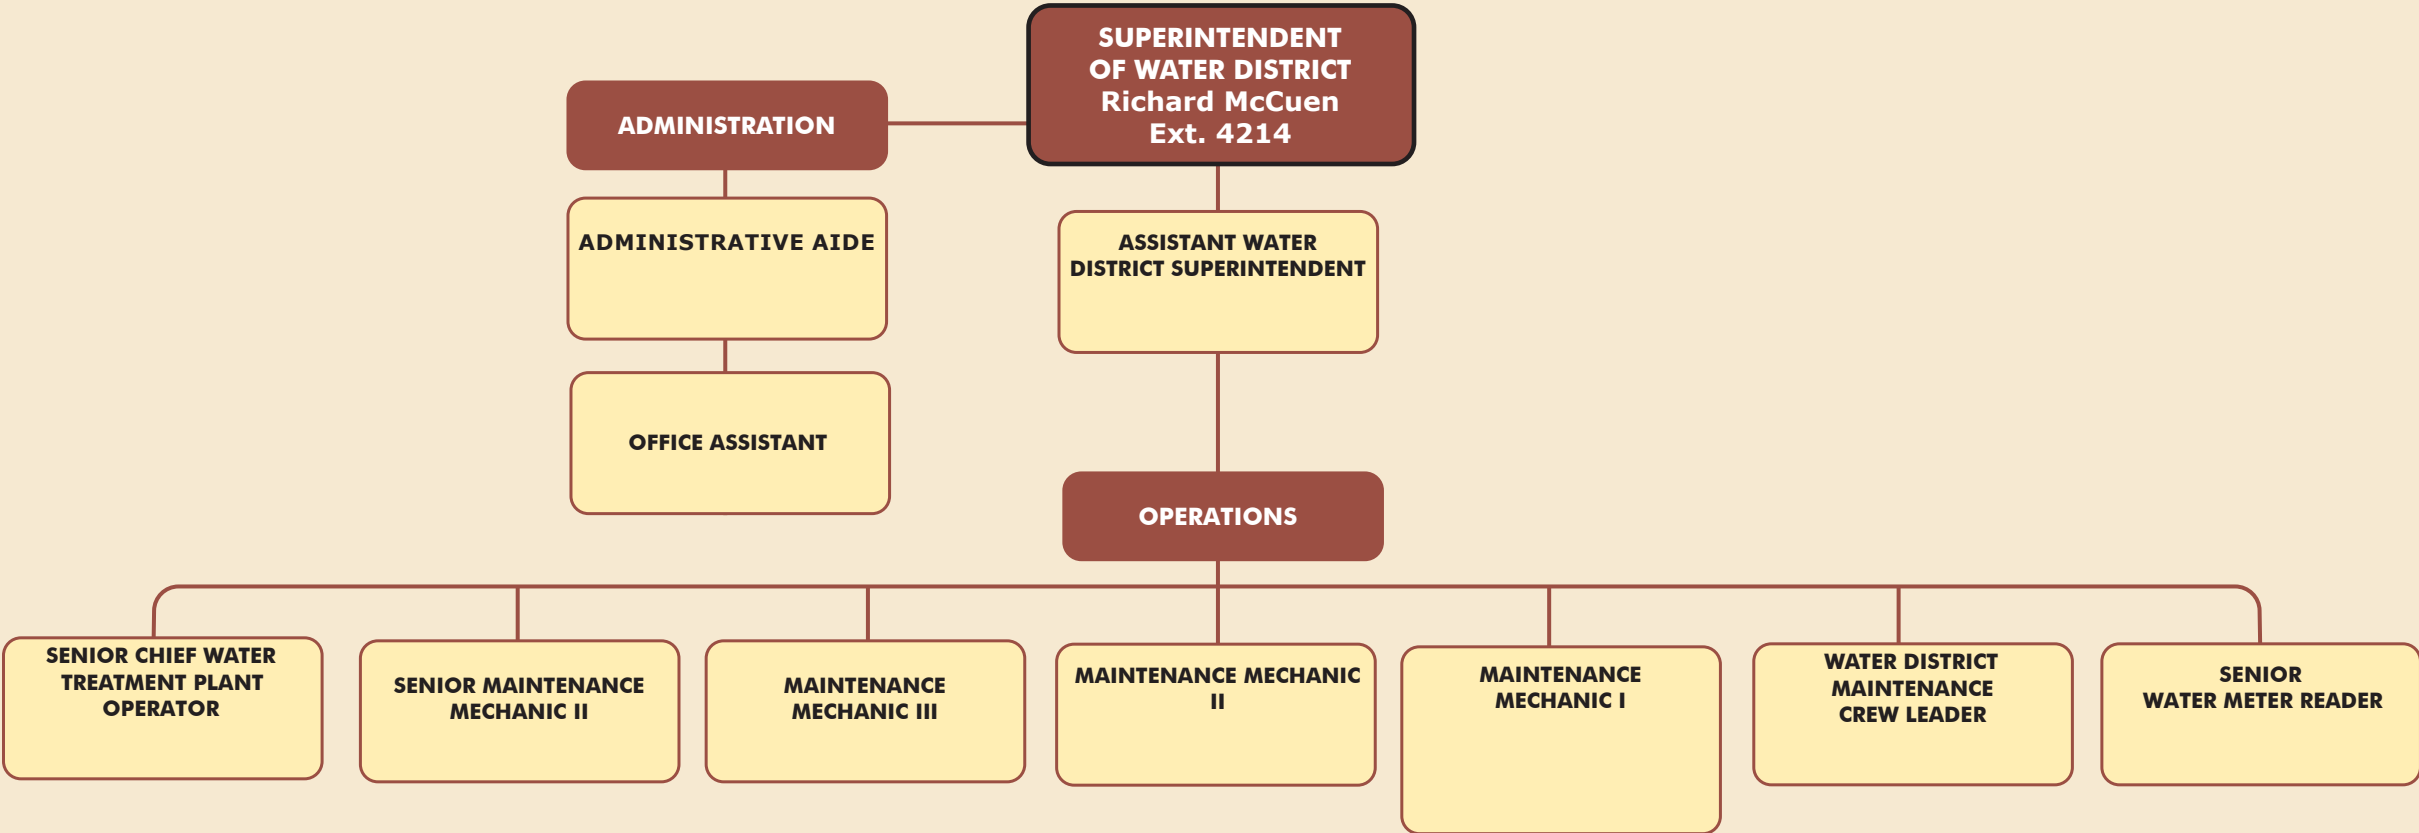 SUPERINTENDENT
OF WATER DISTRICT
Richard McCuen
Ext. 4214
ADMINISTRATION
ADMINISTRATIVE AIDE
ASSISTANT WATER
DISTRICT SUPERINTENDENT
OFFICE ASSISTANT
OPERATIONS
SENIOR CHIEF WATER
TREATMENT PLANT
OPERATOR
SENIOR MAINTENANCE
MECHANIC II
MAINTENANCE
MECHANIC III
MAINTENANCE MECHANIC
II
MAINTENANCE
MECHANIC I
WATER DISTRICT
MAINTENANCE
CREW LEADER
SENIOR
WATER METER READER